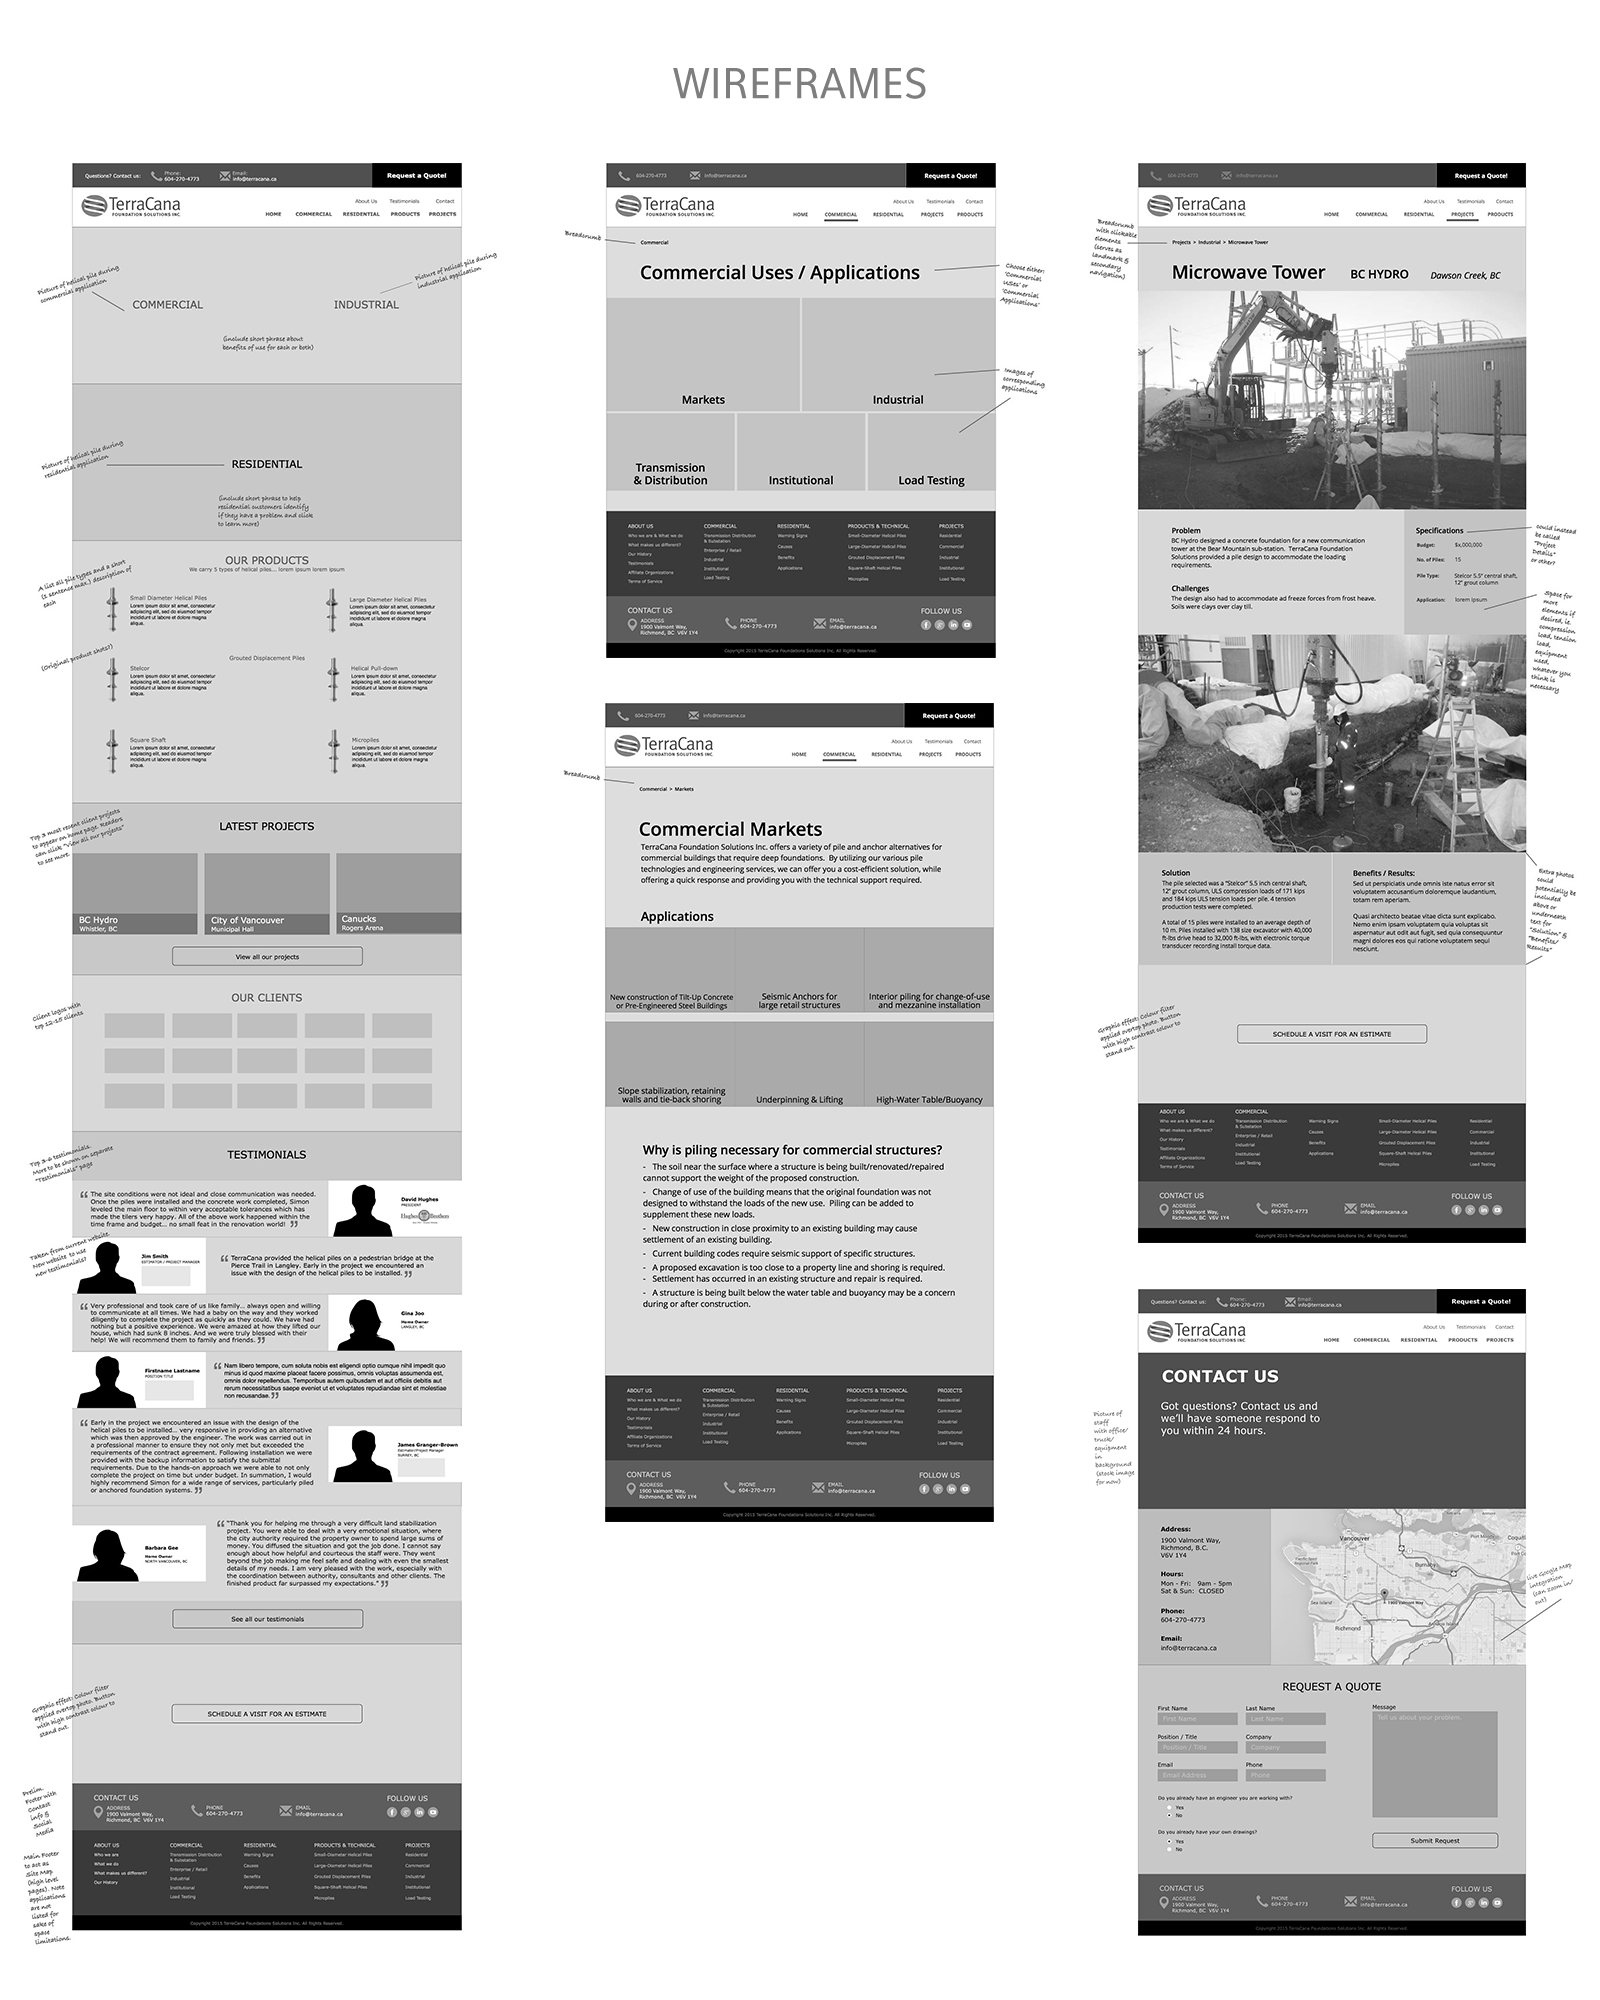 WIREFRAMES
Questions? Contact us:
Phone:
604-270-4773
Email:
info@terracana.ca
Request a Quote!
TerraCana
FOUNDATION SOLUTIONS INC.
About Us Testimonials Contact
HOME COMMERCIAL RESIDENTIAL PRODUCTS PROJECTS
Picture of helical pile during
commercial application
Picture of helical pile during
industrial application
COMMERCIAL
INDUSTRIAL
(include short phrase about
benefits of use for each or both)
Picture of helical pile during
residential application
RESIDENTIAL
(include short phrase to help
residential customers identify
if they have a problem and click
to learn more)
OUR PRODUCTS
We carry 5 types of helical piles... lorem ipsum lorem ipsum
A list all pile types and a short
(1 sentence max.) description of
each
Small Diameter Helical Piles
Lorem ipsum dolor sit amet, consectetur
adipiscing elit, sed do eiusmod tempor
incididunt ut labore et dolore magna
aliqua.
Large Diameter Helical Piles
Lorem ipsum dolor sit amet, consectetur
adipiscing elit, sed do eiusmod tempor
incididunt ut labore et dolore magna
aliqua.
(Original product shots!)
Grouted Displacement Piles
Stelcor
Lorem ipsum dolor sit amet, consectetur
adipiscing elit, sed do eiusmod tempor
incididunt ut labore et dolore magna
aliqua.
Helical Pull-down
Lorem ipsum dolor sit amet, consectetur
adipiscing elit, sed do eiusmod tempor
incididunt ut labore et dolore magna
aliqua.
Square Shaft
Lorem ipsum dolor sit amet, consectetur
adipiscing elit, sed do eiusmod tempor
incididunt ut labore et dolore magna
aliqua.
Micropiles
Lorem ipsum dolor sit amet, consectetur
adipiscing elit, sed do eiusmod tempor
incididunt ut labore et dolore magna
aliqua.
Top 3 most recent client projects
to appear on home page. Readers
can click "View all our projects"
to see more.
LATEST PROJECTS
BC Hydro
Whistler, BC
City of Vancouver
Municipal Hall
Canucks
Rogers Arena
View all our projects
Client logos with
top 12-15 clients
OUR CLIENTS
Top 3-6 testimonials.
More to be shown on separate
"Testimonials" page
TESTIMONIALS
“ The site conditions were not ideal and close communication was needed.
Once the piles were installed and the concrete work completed, Simon
leveled the main floor to within very acceptable tolerances which has
made the tilers very happy. All of the above work happened within the
time frame and budget... no small feat in the renovation world! ”
David Hughes
PRESIDENT
Hughes Brothers
Taken from current website.
New website to use
new testimonials?
Jim Smith
ESTIMATOR / PROJECT MANAGER
“ TerraCana provided the helical piles on a pedestrian bridge at the
Pierce Trail in Langley. Early in the project we encountered an
issue with the design of the helical piles to be installed. ”
“ Very professional and took care of us like family... always open and willing
to communicate at all times. We had a baby on the way and they worked
diligently to complete the project as quickly as they could. We have had
nothing but a positive experience. We were amazed at how they lifted our
house, which had sunk 8 inches. And we were truly blessed with their
help! We will recommend them to family and friends. ”
Gina Joo
Home Owner
LANGLEY, BC
Firstname Lastname
POSITION TITLE
“ Nam libero tempore, cum soluta nobis est eligendi optio cumque nihil impedit quo
minus id quod maxime placeat facere possimus, omnis voluptas assumenda est,
omnis dolor repellendus. Temporibus autem quibusdam et aut officiis debitis aut
rerum necessitatibus saepe eveniet ut et voluptates repudiandae sint et molestiae
non recusandae. ”
“ Early in the project we encountered an issue with the design of the
helical piles to be installed... very responsive in providing an alternative
which was then approved by the engineer. The work was carried out in
a professional manner to ensure they not only met but exceeded the
requirements of the contract agreement. Following installation we were
provided with the backup information to satisfy the submittal
requirements. Due to the hands-on approach we were able to not only
complete the project on time but under budget. In summation, I would
highly recommend Simon for a wide range of services, particularly piled
or anchored foundation systems. ”
James Granger-Brown
Estimator/Project Manager
SURREY, BC
Barbara Gee
Home Owner
NORTH VANCOUVER, BC
“ “Thank you for helping me through a very difficult land stabilization
project. You were able to deal with a very emotional situation, where
the city authority required the property owner to spend large sums of
money. You diffused the situation and got the job done. I cannot say
enough about how helpful and courteous the staff were. They went
beyond the job making me feel safe and dealing with even the smallest
details of my needs. I am very pleased with the work, especially with
the coordination between authority, consultants and other clients. The
finished product far surpassed my expectations.” ”
See all our testimonials
Graphic effect: Colour filter
applied overtop photo. Button
with high contrast colour to
stand out.
SCHEDULE A VISIT FOR AN ESTIMATE
Prelim.
Footer with
Contact
info &
Social
Media
CONTACT US
ADDRESS
1900 Valmont Way,
Richmond, BC V6V 1Y4
PHONE
604-270-4773
EMAIL
info@terracana.ca
FOLLOW US
Main Footer
to act as
Site Map
(high level
pages). Note
applications
are not
listed for
sake of
space
limitations.
ABOUT US
Who we are
What we do
What makes us different?
Our History
COMMERCIAL
Transmission Distribution
& Substation
Enterprise / Retail
Industrial
Institutional
Load Testing
RESIDENTIAL
Warning Signs
Causes
Benefits
Applications
PRODUCTS & TECHNICAL
Small-Diameter Helical Piles
Large-Diameter Helical Piles
Grouted Displacement Piles
Square-Shaft Helical Piles
Micropiles
PROJECTS
Residential
Commercial
Industrial
Institutional
Load Testing
Copyright 2015 TerraCana Foundations Solutions Inc. All Rights Reserved.
604-270-4773
info@terracana.ca
Request a Quote!
TerraCana
FOUNDATION SOLUTIONS INC.
About Us Testimonials Contact
HOME COMMERCIAL RESIDENTIAL PROJECTS PRODUCTS
Breadcrumb
Commercial
Commercial Uses / Applications
Choose either:
'Commercial
Uses' or
'Commercial
Applications'
Markets
Industrial
Images of
corresponding
applications
Transmission
& Distribution
Institutional
Load Testing
ABOUT US
Who we are & What we do
What makes us different?
Our History
Testimonials
Affiliate Organizations
Terms of Service
COMMERCIAL
Transmission Distribution
& Substation
Enterprise / Retail
Industrial
Institutional
Load Testing
RESIDENTIAL
Warning Signs
Causes
Benefits
Applications
PRODUCTS & TECHNICAL
Small-Diameter Helical Piles
Large-Diameter Helical Piles
Grouted Displacement Piles
Square-Shaft Helical Piles
Micropiles
PROJECTS
Residential
Commercial
Industrial
Institutional
Load Testing
CONTACT US
ADDRESS
1900 Valmont Way,
Richmond, BC V6V 1Y4
PHONE
604-270-4773
EMAIL
info@terracana.ca
FOLLOW US
Copyright 2015 TerraCana Foundations Solutions Inc. All Rights Reserved.
604-270-4773
info@terracana.ca
Request a Quote!
TerraCana
FOUNDATION SOLUTIONS INC.
About Us Testimonials Contact
HOME COMMERCIAL RESIDENTIAL PROJECTS PRODUCTS
Breadcrumb
Commercial > Markets
Commercial Markets
TerraCana Foundation Solutions Inc. offers a variety of pile and anchor alternatives for
commercial buildings that require deep foundations. By utilizing our various pile
technologies and engineering services, we can offer you a cost-efficient solution, while
offering a quick response and providing you with the technical support required.
Applications
New construction of Tilt-Up Concrete
or Pre-Engineered Steel Buildings
Seismic Anchors for
large retail structures
Interior piling for change-of-use
and mezzanine installation
Slope stabilization, retaining
walls and tie-back shoring
Underpinning & Lifting
High-Water Table/Buoyancy
Why is piling necessary for commercial structures?
- The soil near the surface where a structure is being built/renovated/repaired
cannot support the weight of the proposed construction.
- Change of use of the building means that the original foundation was not
designed to withstand the loads of the new use. Piling can be added to
supplement these new loads.
- New construction in close proximity to an existing building may cause
settlement of an existing building.
- Current building codes require seismic support of specific structures.
- A proposed excavation is too close to a property line and shoring is required.
- Settlement has occurred in an existing structure and repair is required.
- A structure is being built below the water table and buoyancy may be a concern
during or after construction.
ABOUT US
Who we are & What we do
What makes us different?
Our History
Testimonials
Affiliate Organizations
Terms of Service
COMMERCIAL
Transmission Distribution
& Substation
Enterprise / Retail
Industrial
Institutional
Load Testing
RESIDENTIAL
Warning Signs
Causes
Benefits
Applications
PRODUCTS & TECHNICAL
Small-Diameter Helical Piles
Large-Diameter Helical Piles
Grouted Displacement Piles
Square-Shaft Helical Piles
Micropiles
PROJECTS
Residential
Commercial
Industrial
Institutional
Load Testing
CONTACT US
ADDRESS
1900 Valmont Way,
Richmond, BC V6V 1Y4
PHONE
604-270-4773
EMAIL
info@terracana.ca
FOLLOW US
Copyright 2015 TerraCana Foundations Solutions Inc. All Rights Reserved.
604-270-4773
info@terracana.ca
Request a Quote!
TerraCana
FOUNDATION SOLUTIONS INC.
About Us Testimonials Contact
HOME COMMERCIAL RESIDENTIAL PROJECTS PRODUCTS
Breadcrumb
with clickable
elements
(serves as
landmark &
secondary
navigation)
Projects > Industrial > Microwave Tower
Microwave Tower BC HYDRO Dawson Creek, BC
Problem
BC Hydro designed a concrete foundation for a new communication
tower at the Bear Mountain sub-station. TerraCana Foundation
Solutions provided a pile design to accommodate the loading
requirements.
Challenges
The design also had to accommodate ad freeze forces from frost heave.
Soils were clays over clay till.
Specifications
Budget: $x,000,000
No. of Piles: 15
Pile Type: Stelcor 5.5" central shaft,
12" grout column
Application: lorem ipsum
could instead
be called
"Project
Details"
or other?
(Space for
more
elements if
desired, ie.
compression
load, tension
load,
equipment
used,
whatever you
think is
necessary
Solution
The pile selected was a "Stelcor" 5.5 inch central shaft,
12" grout column, ULS compression loads of 171 kips
and 184 kips ULS tension loads per pile. 4 tension
production tests were completed.
A total of 15 piles were installed to an average depth of
10 m. Piles installed with 138 size excavator with 40,000
ft-lbs drive head to 32,000 ft-lbs, with electronic torque
transducer recording install torque data.
Benefits / Results:
Sed ut perspiciatis unde omnis iste natus error sit
voluptatem accusantium doloremque laudantium,
totam rem aperiam.
Quasi architecto beatae vitae dicta sunt explicabo.
Nemo enim ipsam voluptatem quia voluptas sit
aspernatur aut odit aut fugit, sed quia consequuntur
magni dolores eos qui ratione voluptatem sequi
nesciunt.
Extra photos
could
potentially be
included
above or
underneath
text for
"Solution" &
"Benefits/
Results"
Graphic effect: Colour filter
applied overtop photo. Button
with high contrast colour to
stand out.
SCHEDULE A VISIT FOR AN ESTIMATE
ABOUT US
Who we are & What we do
What makes us different?
Our History
Testimonials
Affiliate Organizations
Terms of Service
COMMERCIAL
Transmission Distribution
& Substation
Enterprise / Retail
Industrial
Institutional
Load Testing
Warning Signs
Causes
Benefits
Applications
Small-Diameter Helical Piles
Large-Diameter Helical Piles
Grouted Displacement Piles
Square-Shaft Helical Piles
Micropiles
Residential
Commercial
Industrial
Institutional
Load Testing
CONTACT US
ADDRESS
1900 Valmont Way,
Richmond, BC V6V 1Y4
PHONE
604-270-4773
EMAIL
info@terracana.ca
FOLLOW US
Copyright 2015 TerraCana Foundations Solutions Inc. All Rights Reserved.
Questions? Contact us:
Phone:
604-270-4773
Email:
info@terracana.ca
Request a Quote!
TerraCana
FOUNDATION SOLUTIONS INC.
About Us Testimonials Contact
HOME COMMERCIAL RESIDENTIAL PRODUCTS PROJECTS
CONTACT US
Got questions? Contact us and
we’ll have someone respond to
you within 24 hours.
Picture of
staff
with office/
truck/
equipment
in
background
(stock image
for now)
Address:
1900 Valmont Way,
Richmond, B.C.
V6V 1Y4
Hours:
Mon - Fri: 9am - 5pm
Sat & Sun: CLOSED
Phone:
604-270-4773
Email:
info@terracana.ca
Vancouver
Burnaby
Port Moody
Coquitl
Pacific Spirit
Regional Park
Sea Island
1900 Valmont Way
Richmond
live Google Map
integration
(can zoom in/
out)
REQUEST A QUOTE
First Name
First Name
Last Name
Last Name
Position / Title
Position / Title
Company
Company
Email
Email Address
Phone
Phone
Message
Tell us about your problem.
Do you already have an engineer you are working with?
Yes
No
Do you already have your own drawings?
Yes
No
Submit Request
CONTACT US
ADDRESS
1900 Valmont Way,
Richmond, BC V6V 1Y4
PHONE
604-270-4773
EMAIL
info@terracana.ca
FOLLOW US
Copyright 2015 TerraCana Foundations Solutions Inc. All Rights Reserved.